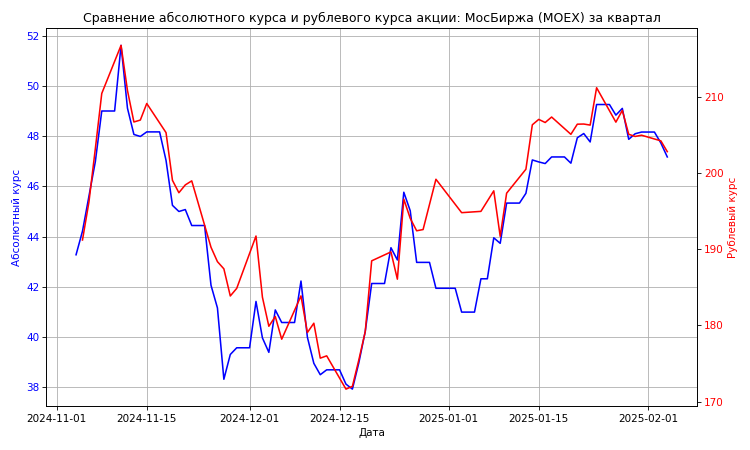 Сравнение абсолютного курса и рублевого курса акции: МосБиржа (MOEX) за квартал
Абсолютный курс
52
50
48
46
44
42
40
38
210
200
190
180
170
Рублевый курс
2024-11-01 2024-11-15 2024-12-01 2024-12-15 2025-01-01 2025-01-15 2025-02-01
Дата